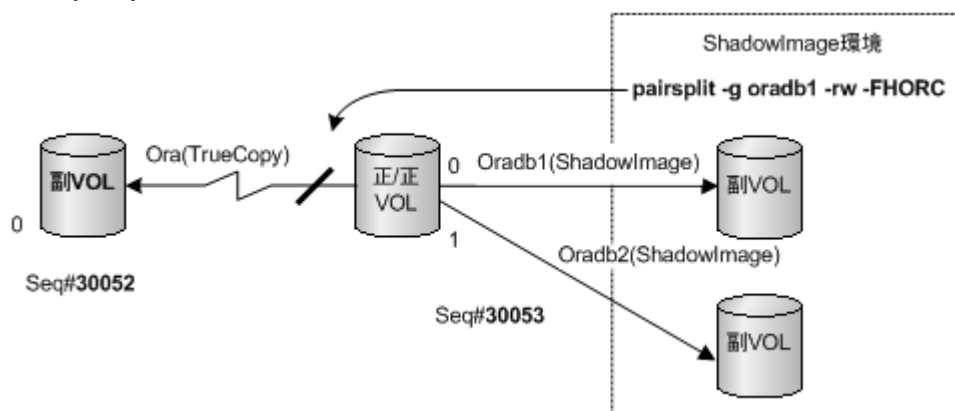 ShadowImage環境
pairsplit -g oradb1 -rw -FHORC
Ora(TrueCopy)
副VOL
0
Seq#30052
正/正
VOL
0
1
Oradb1(ShadowImage)
副VOL
Oradb2(ShadowImage)
Seq#30053
副VOL